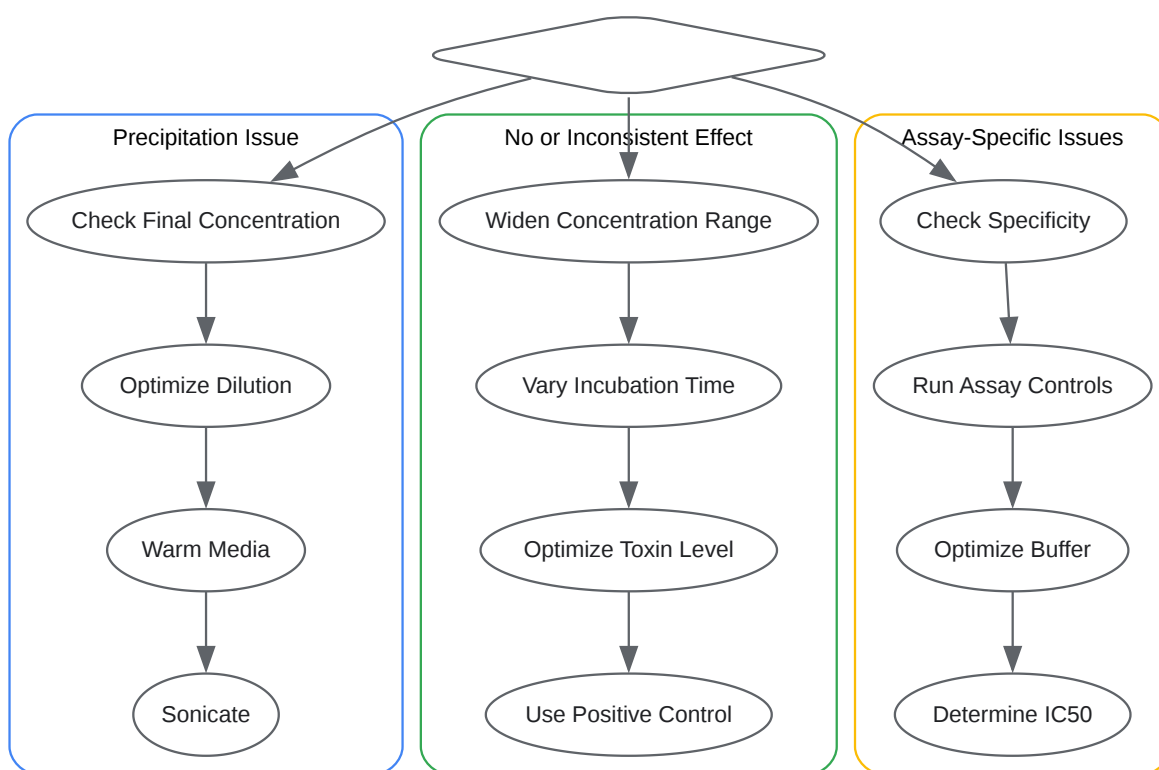 Precipitation Issue
No or Inconsistent Effect
Assay-Specific Issues
Check Final Concentration
Widen Concentration Range
Check Specificity
Optimize Dilution
Vary Incubation Time
Run Assay Controls
Warm Media
Optimize Toxin Level
Optimize Buffer
Sonicate
Use Positive Control
Determine IC50